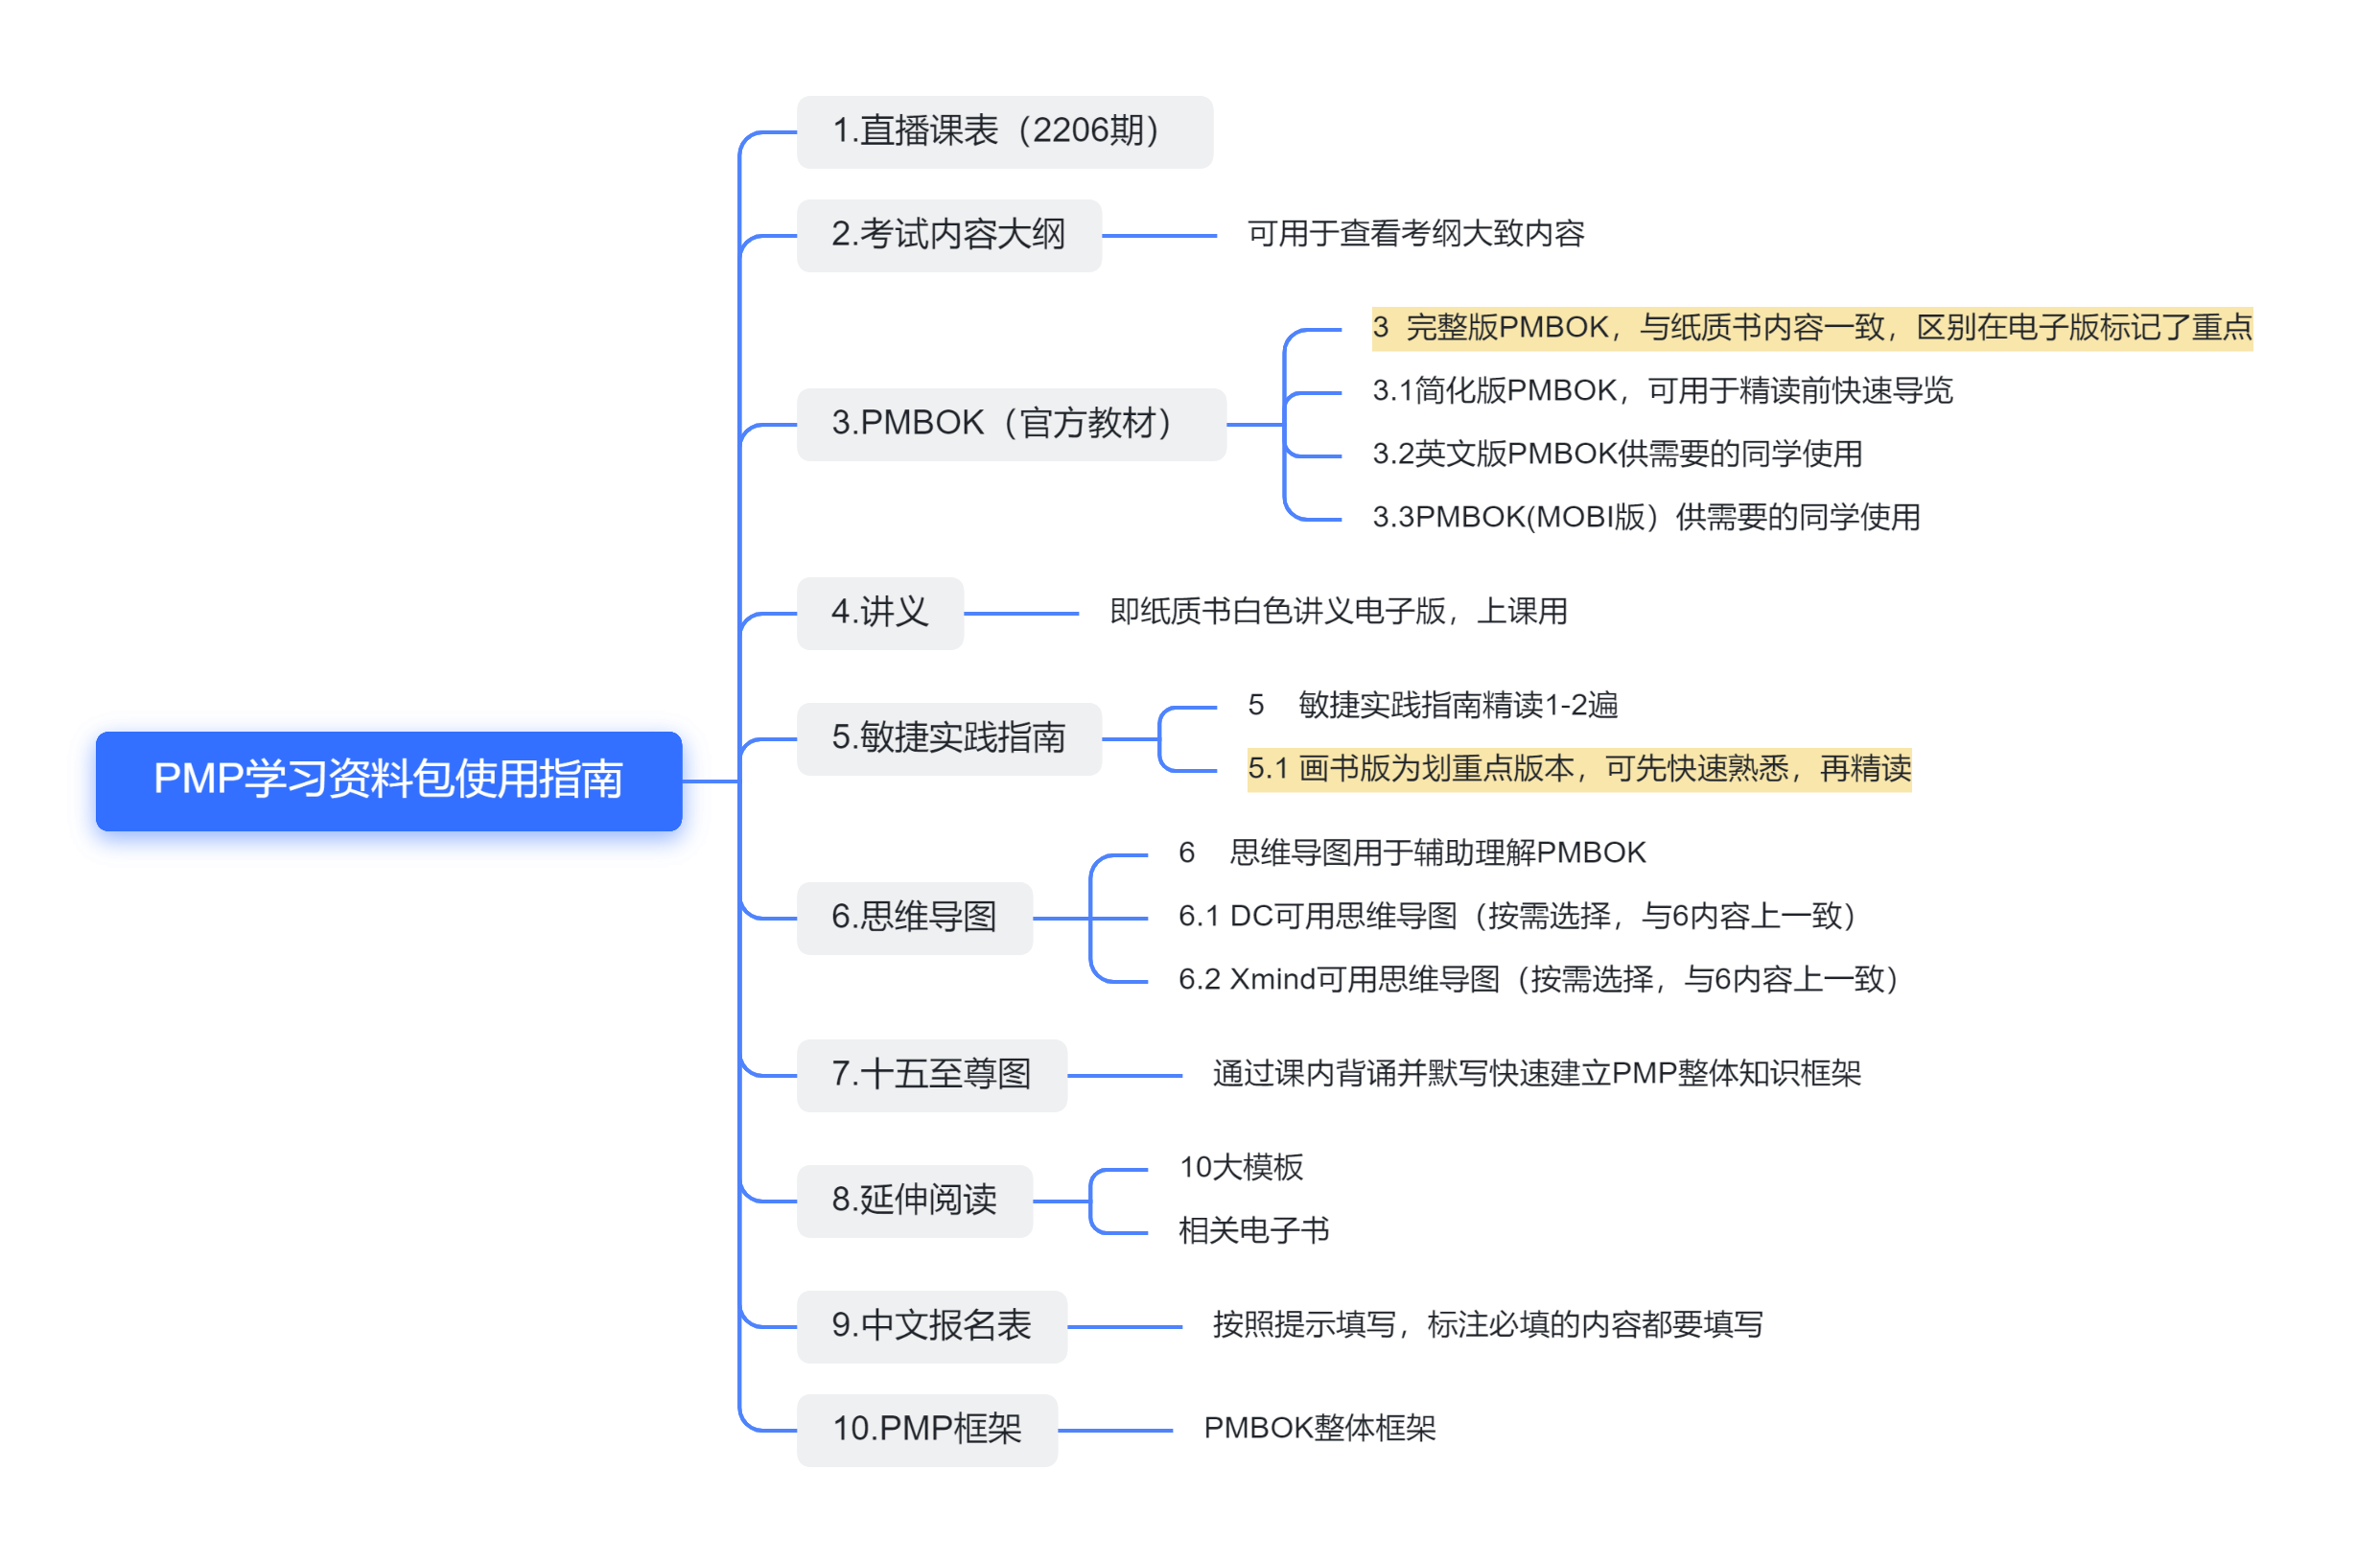 PMP学习资料包使用指南
1.直播课表（2206期）
2.考试内容大纲
可用于查看考纲大致内容
3.PMBOK（官方教材）
3 完整版PMBOK，与纸质书内容一致，区别在电子版标记了重点
3.1简化版PMBOK，可用于精读前快速导览
3.2英文版PMBOK供需要的同学使用
3.3PMBOK(MOBI版）供需要的同学使用
4.讲义
即纸质书白色讲义电子版，上课用
5.敏捷实践指南
5 敏捷实践指南精读1-2遍
5.1 画书版为划重点版本，可先快速熟悉，再精读
6.思维导图
6 思维导图用于辅助理解PMBOK
6.1 DC可用思维导图（按需选择，与6内容上一致）
6.2 Xmind可用思维导图（按需选择，与6内容上一致）
7.十五至尊图
通过课内背诵并默写快速建立PMP整体知识框架
8.延伸阅读
10大模板
相关电子书
9.中文报名表
按照提示填写，标注必填的内容都要填写
10.PMP框架
PMBOK整体框架